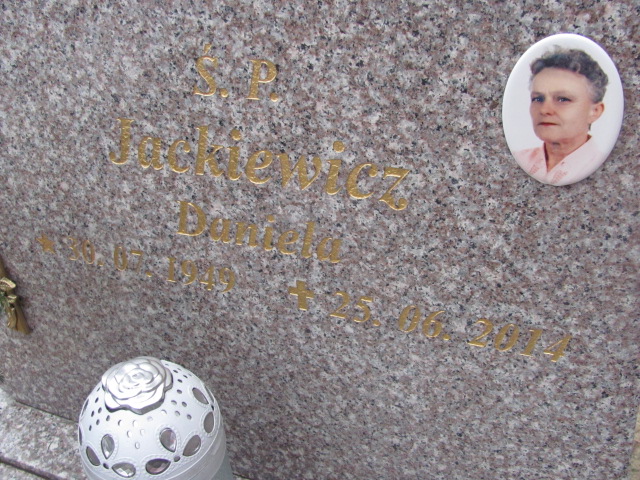 Ś. P.
Jackiewicz
Daniela
★ 30. 07. 1949 ✝ 25. 06. 2014